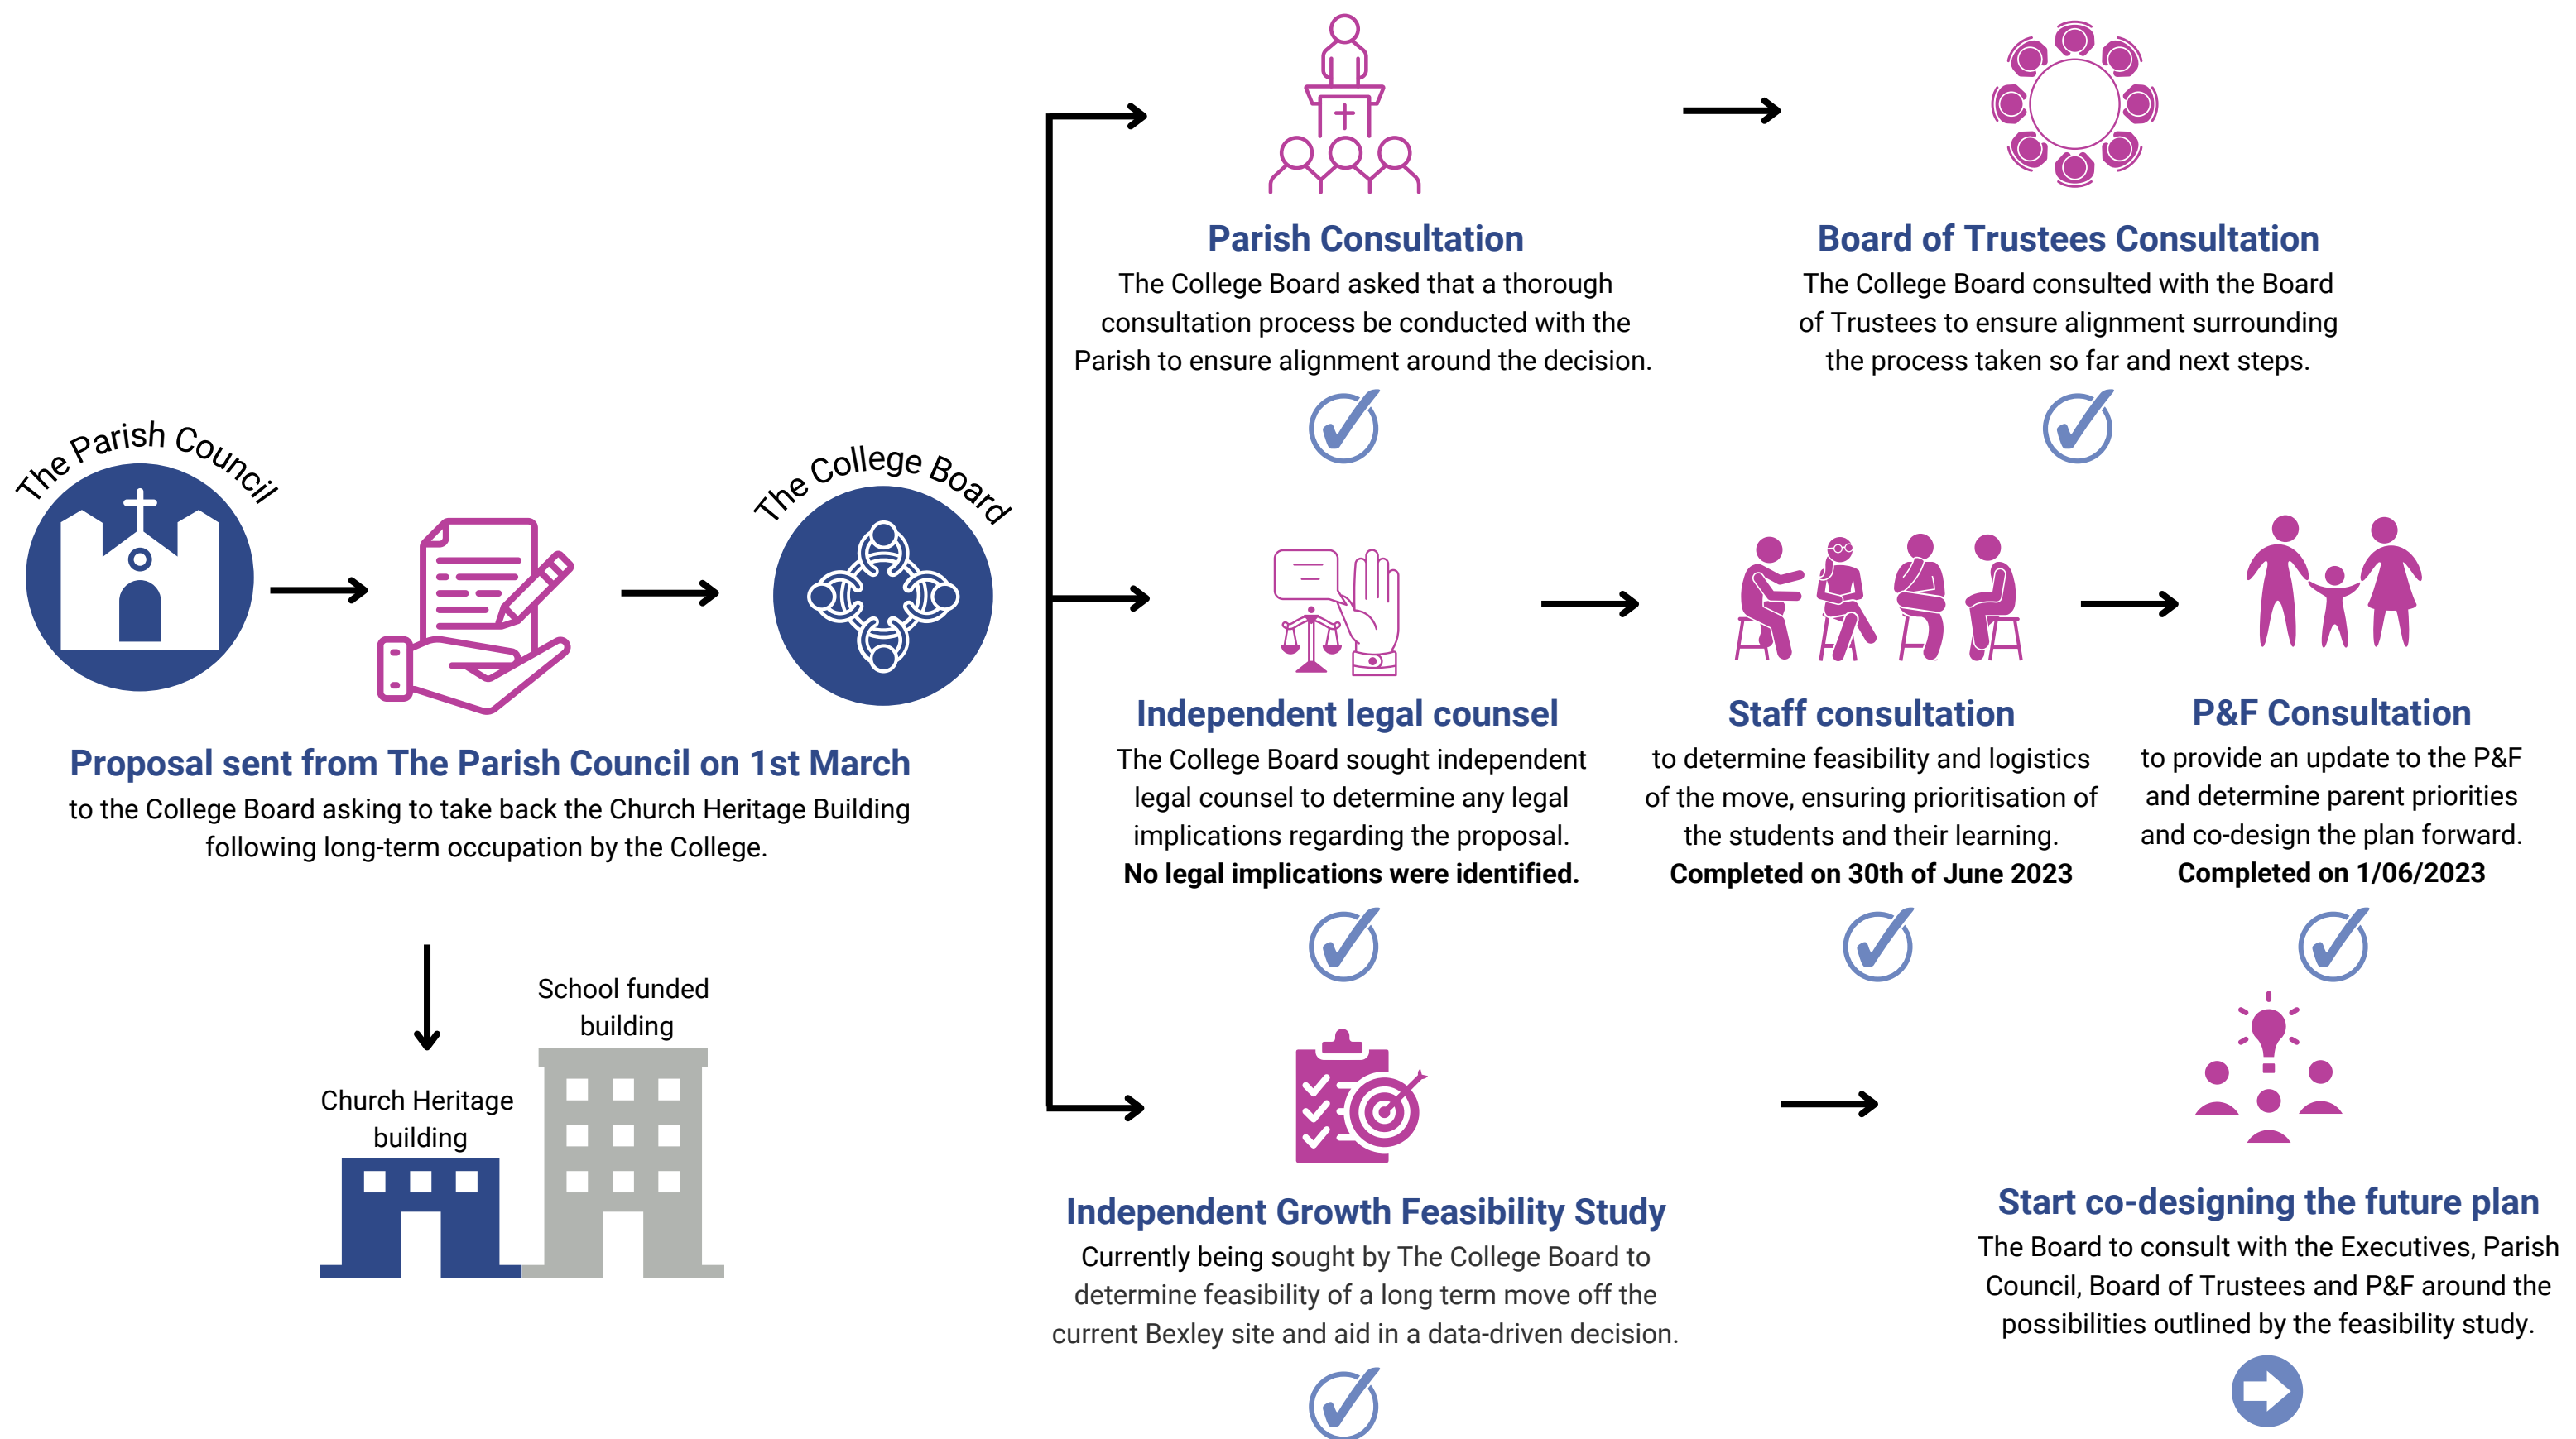 The Parish Council
The College Board
Proposal sent from The Parish Council on 1st March
to the College Board asking to take back the Church Heritage Building
following long-term occupation by the College.
School funded
building
Church Heritage
building
Parish Consultation
The College Board asked that a thorough
consultation process be conducted with the
Parish to ensure alignment around the decision.
Board of Trustees Consultation
The College Board consulted with the Board
of Trustees to ensure alignment surrounding
the process taken so far and next steps.
Independent legal counsel
The College Board sought independent
legal counsel to determine any legal
implications regarding the proposal.
No legal implications were identified.
Staff consultation
to determine feasibility and logistics
of the move, ensuring prioritisation of
the students and their learning.
Completed on 30th of June 2023
P&F Consultation
to provide an update to the P&F
and determine parent priorities
and co-design the plan forward.
Completed on 1/06/2023
Independent Growth Feasibility Study
Currently being sought by The College Board to
determine feasibility of a long term move off the
current Bexley site and aid in a data-driven decision.
Start co-designing the future plan
The Board to consult with the Executives, Parish
Council, Board of Trustees and P&F around the
possibilities outlined by the feasibility study.